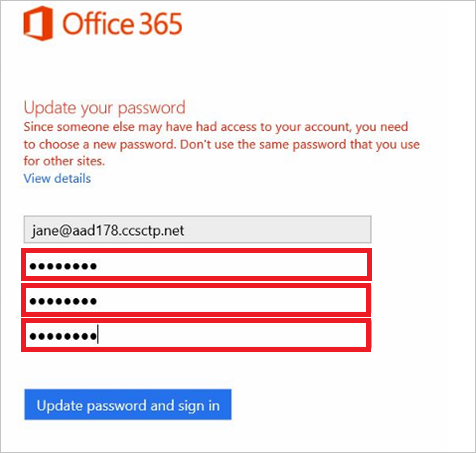 Office 365
Update your password
Since someone else may have had access to your account, you need
to choose a new password. Don't use the same password that you use
for other sites.
View details
jane@aad178.ccsctp.net
●●●●●●●●
●●●●●●●●
●●●●●●●●
Update password and sign in